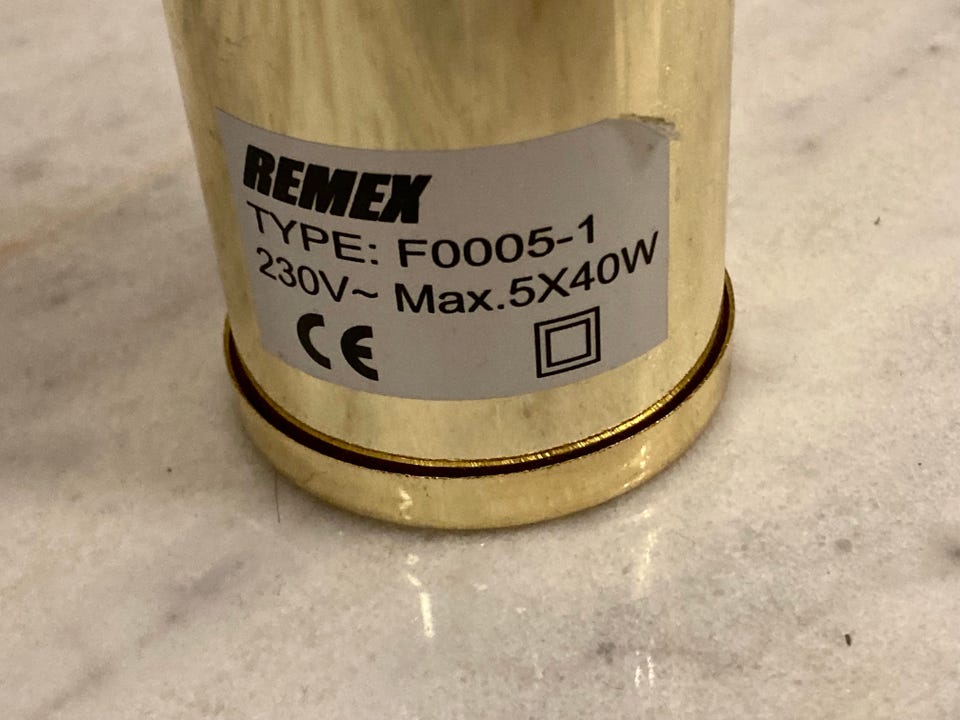 REMEX
TYPE: F0005-1
230V~ Max.5X40W
CE